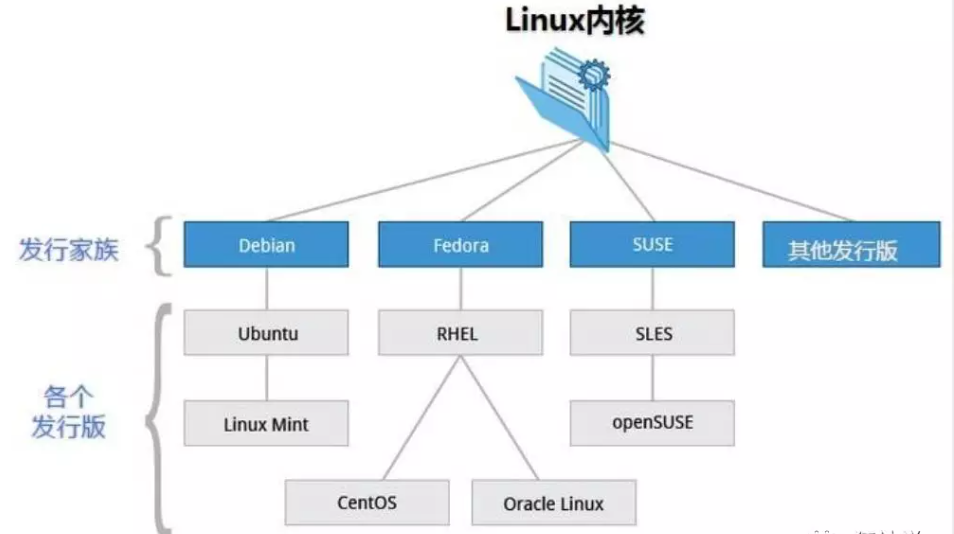 Linux内核
发行家族
Debian
Fedora
SUSE
其他发行版
各个
发行版
Ubuntu
RHEL
SLES
Linux Mint
openSUSE
CentOS
Oracle Linux